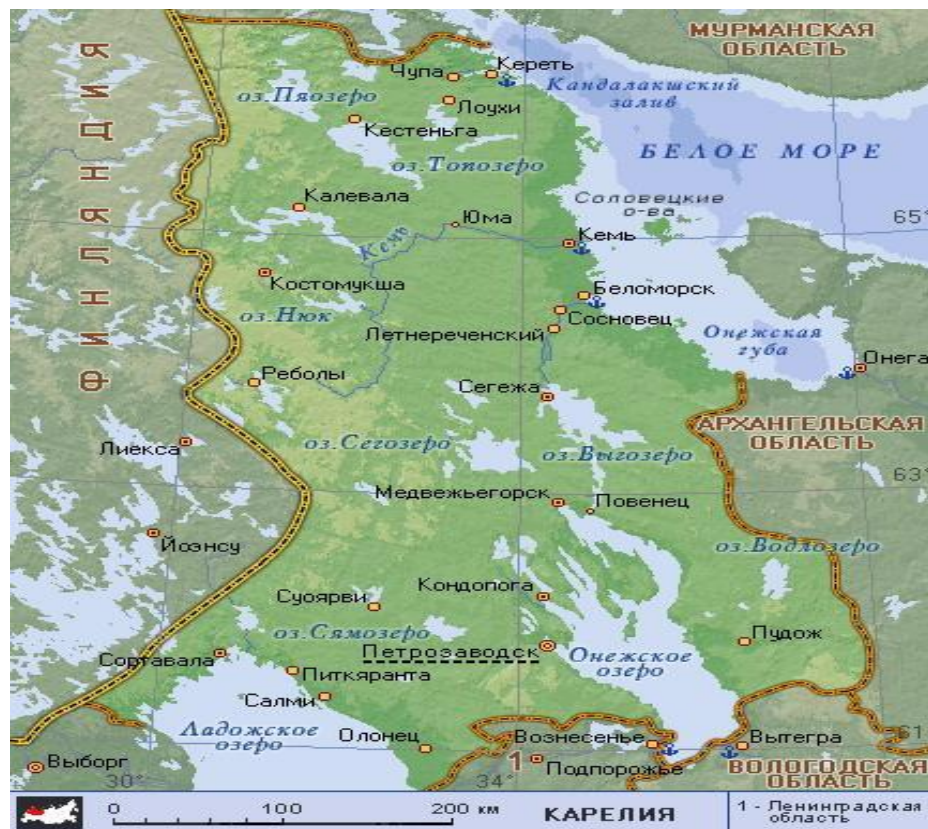 МУРМАНСКАЯ
ОБЛАСТЬ
ФИНЛЯНДИЯ
Кереть
Чупа
Кандалакшский
залив
оз.Пяозеро
Лоухи
Кестеньга
БЕЛОЕ МОРЕ
оз.Топозеро
Калевала
Соловецкие
о-ва
65°
Юма
Кемь
Кемь
Костомукша
Беломорск
оз.Нюк
Сосновец
Летнереченский
Онежская
губа
Онега
Реболы
Сегежа
АРХАНГЕЛЬСКАЯ
ОБЛАСТЬ
Лиекса
оз.Сегозеро
оз.Выгозеро
63°
Медвежьегорск
Повенец
Йоэнсу
оз.Водлозеро
Кондопога
Суоярви
оз.Сямозеро
Пудож
Петрозаводск
Онежское
озеро
Сортавала
Питкяранта
Салми
Ладожское
озеро
Олонец
Вознесенье
Вытегра
61°
Выборг
30°
34°
1
Подпорожье
ВОЛОГОДСКАЯ
ОБЛАСТЬ
0 100 200 км
КАРЕЛИЯ
1 - Ленинградская
область